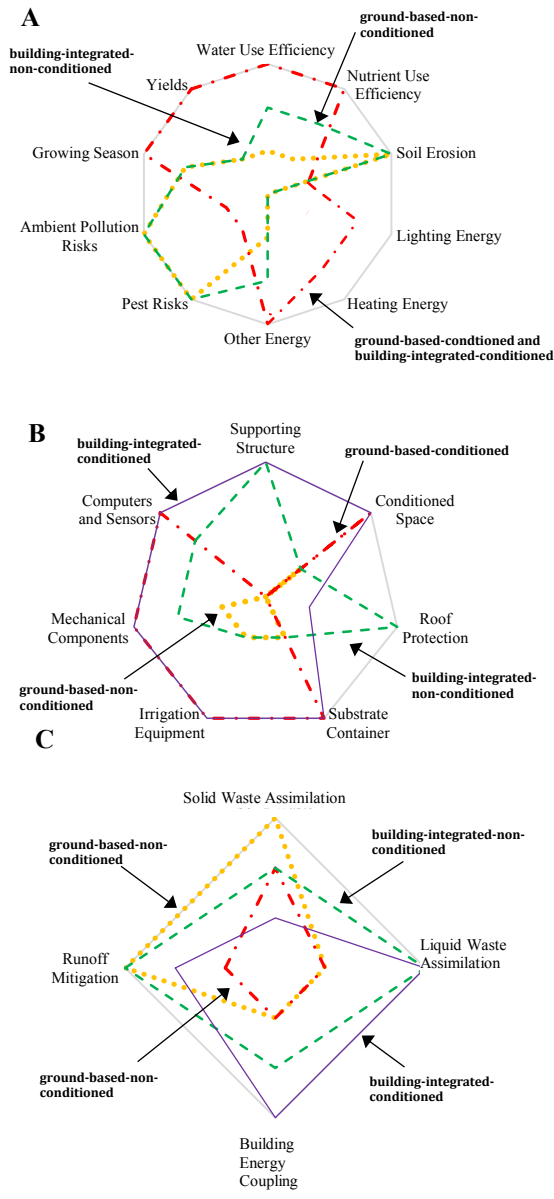 A
ground-based-non-
conditioned
building-integrated-
non-conditioned
Water Use Efficiency
Yields
Nutrient Use
Efficiency
Growing Season
Soil Erosion
Ambient Pollution
Risks
Lighting Energy
Pest Risks
Heating Energy
Other Energy
ground-based-condtioned and
building-integrated-conditioned
B
building-integrated-
conditioned
Supporting
Structure
ground-based-conditioned
Computers
and Sensors
Conditioned
Space
Mechanical
Components
Roof
Protection
ground-based-non-
conditioned
building-integrated-
non-conditioned
Irrigation
Equipment
Substrate
Container
C
Solid Waste Assimilation
ground-based-non-
conditioned
building-integrated-non-
conditioned
Runoff
Mitigation
Liquid Waste
Assimilation
ground-based-non-
conditioned
building-integrated-
conditioned
Building
Energy
Coupling